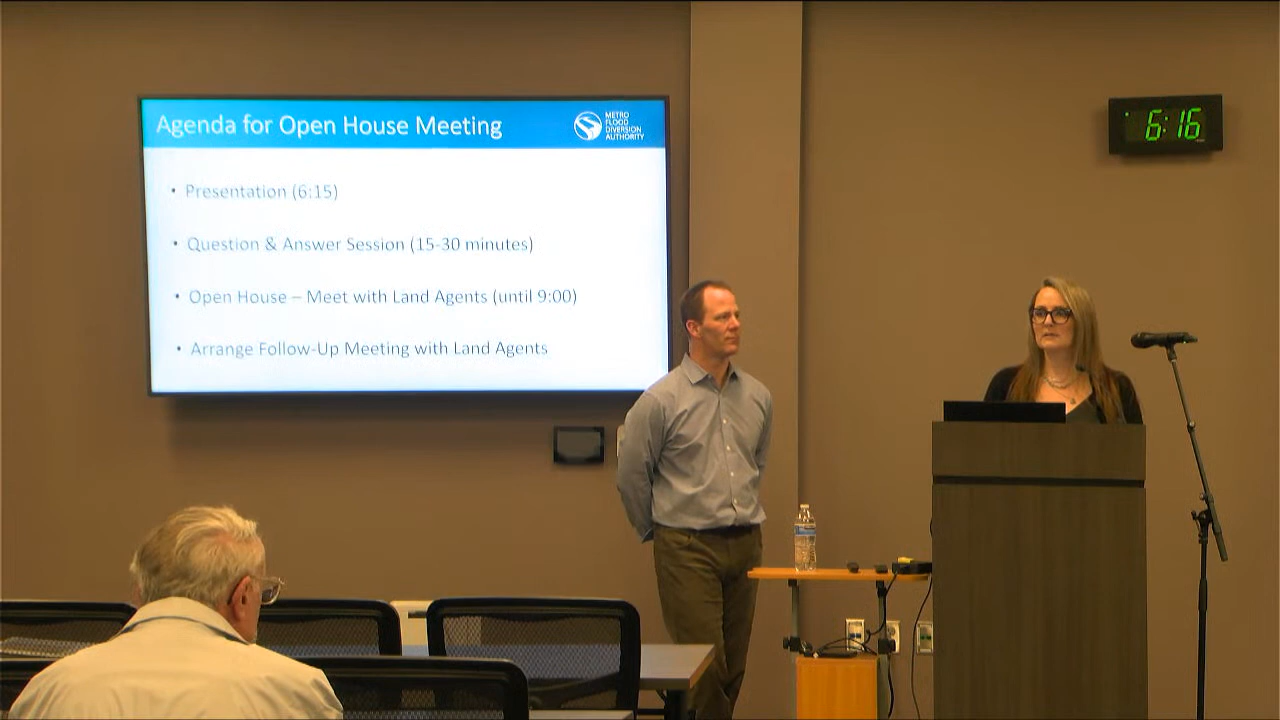 Agenda for Open House Meeting
METRO
FLOOD
DIVERSION
AUTHORITY
• Presentation (6:15)
• Question & Answer Session (15-30 minutes)
• Open House – Meet with Land Agents (until 9:00)
• Arrange Follow-Up Meeting with Land Agents
6:16